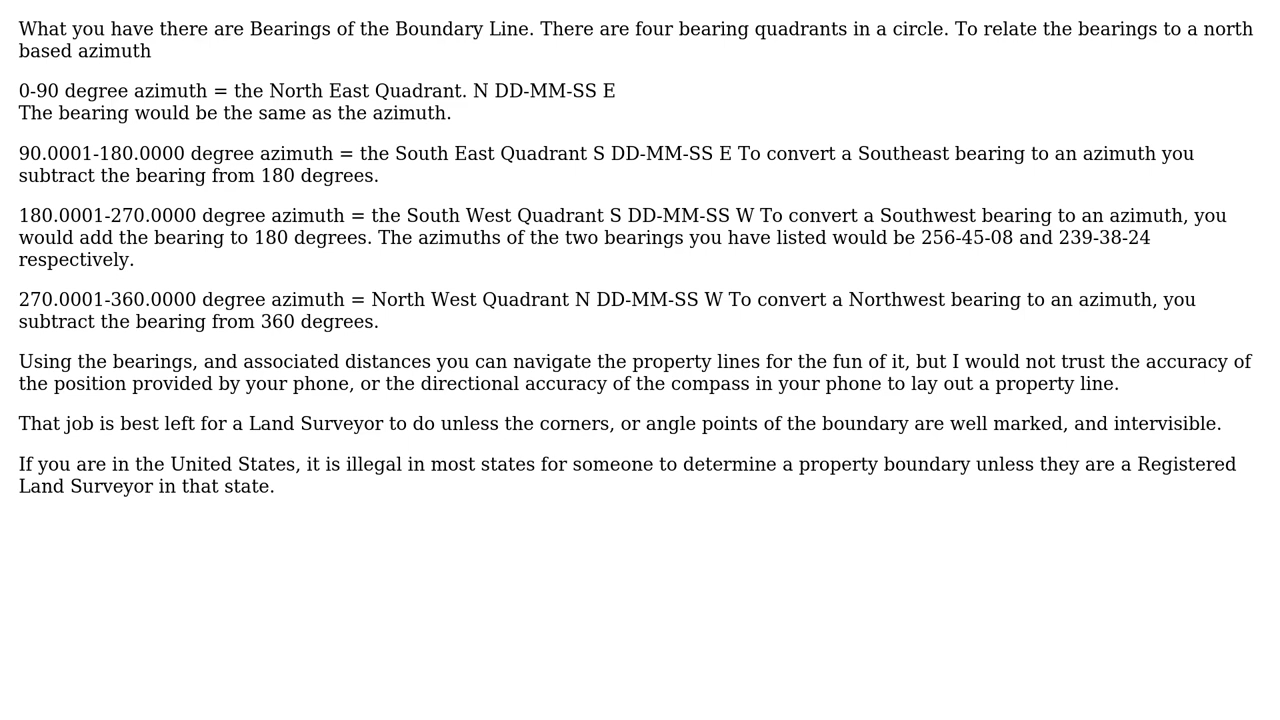 What you have there are Bearings of the Boundary Line. There are four bearing quadrants in a circle. To relate the bearings to a north
based azimuth
0-90 degree azimuth = the North East Quadrant. N DD-MM-SS E
The bearing would be the same as the azimuth.
90.0001-180.0000 degree azimuth = the South East Quadrant S DD-MM-SS E To convert a Southeast bearing to an azimuth you
subtract the bearing from 180 degrees.
180.0001-270.0000 degree azimuth = the South West Quadrant S DD-MM-SS W To convert a Southwest bearing to an azimuth, you
would add the bearing to 180 degrees. The azimuths of the two bearings you have listed would be 256-45-08 and 239-38-24
respectively.
270.0001-360.0000 degree azimuth = North West Quadrant N DD-MM-SS W To convert a Northwest bearing to an azimuth, you
subtract the bearing from 360 degrees.
Using the bearings, and associated distances you can navigate the property lines for the fun of it, but I would not trust the accuracy of
the position provided by your phone, or the directional accuracy of the compass in your phone to lay out a property line.
That job is best left for a Land Surveyor to do unless the corners, or angle points of the boundary are well marked, and intervisible.
If you are in the United States, it is illegal in most states for someone to determine a property boundary unless they are a Registered
Land Surveyor in that state.